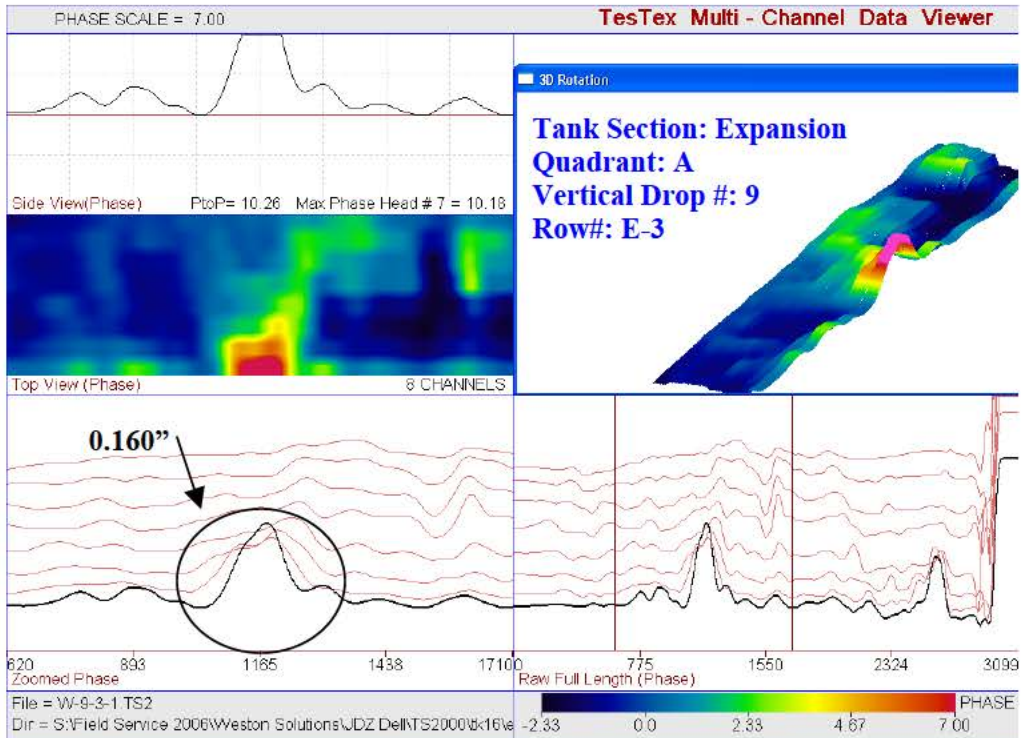 PHASE SCALE = 7.00
TesTex Multi - Channel Data Viewer
3D Rotation
Tank Section: Expansion
Quadrant: A
Vertical Drop #: 9
Row#: E-3
Side View(Phase) PtoP= 10.26 Max Phase Head # 7 = 10.18
Top View (Phase) 8 CHANNELS
0.160”
620 893 1165 1438 1710
Zoomed Phase
0 775 1550 2324 3099
Raw Full Length (Phase)
File = W-9-3-1.TS2
Dir = S:\Field Service 2006\Weston Solutions\JDZ Dell\TS2000\tk16\e
PHASE
-2.33 0.0 2.33 4.67 7.00